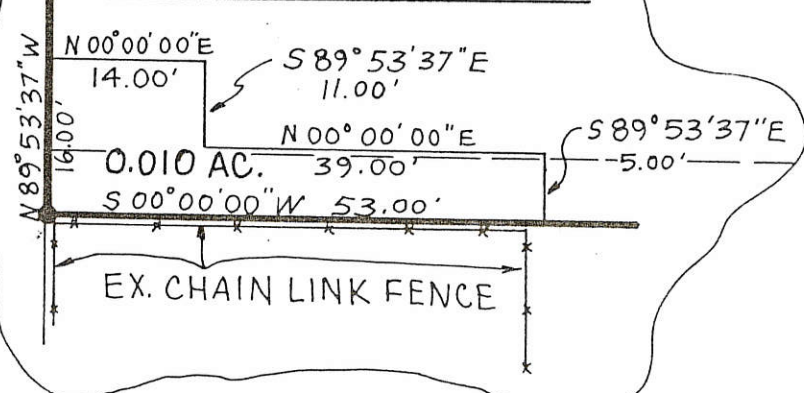 N 00°00'00"E
14.00'
S 89°53'37"E
11.00'
N 89°53'37"W
16.00'
N 00°00'00"E
39.00'
S 89°53'37"E
5.00'
0.010 AC.
S 00°00'00"W 53.00'
EX. CHAIN LINK FENCE